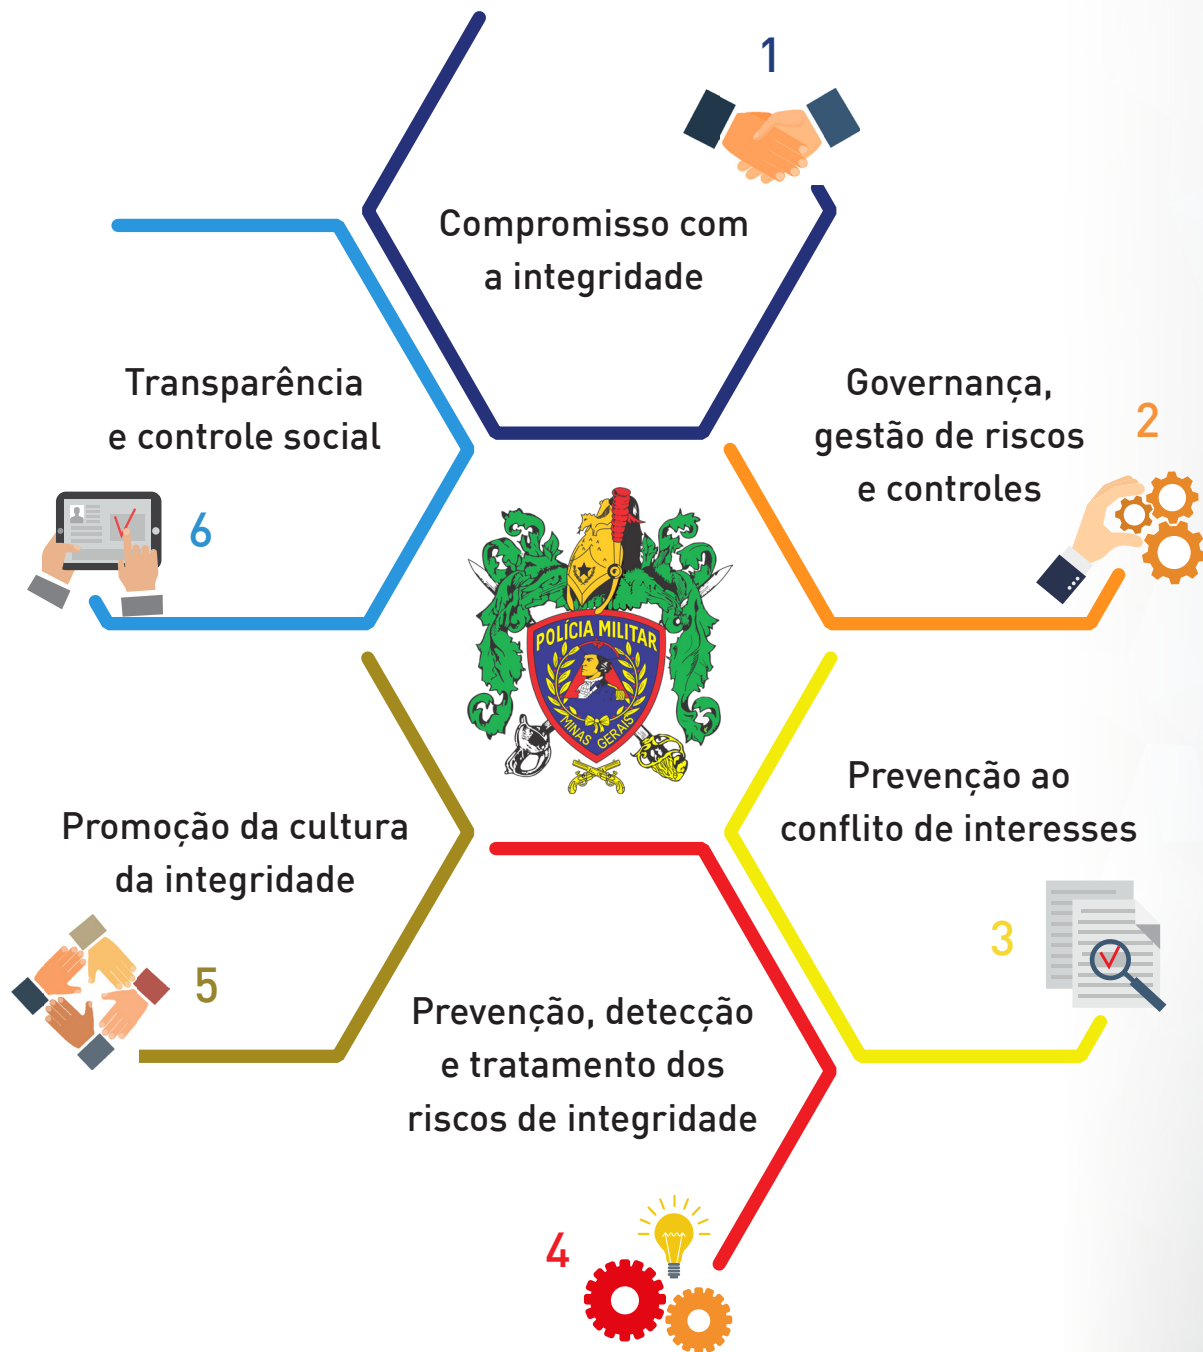 1
Compromisso com
a integridade
Governança,
gestão de riscos
e controles
2
Prevenção ao
conflito de interesses
3
Prevenção, detecção
e tratamento dos
riscos de integridade
4
Promoção da cultura
da integridade
5
Transparência
e controle social
6
POLÍCIA MILITAR
MINAS GERAIS